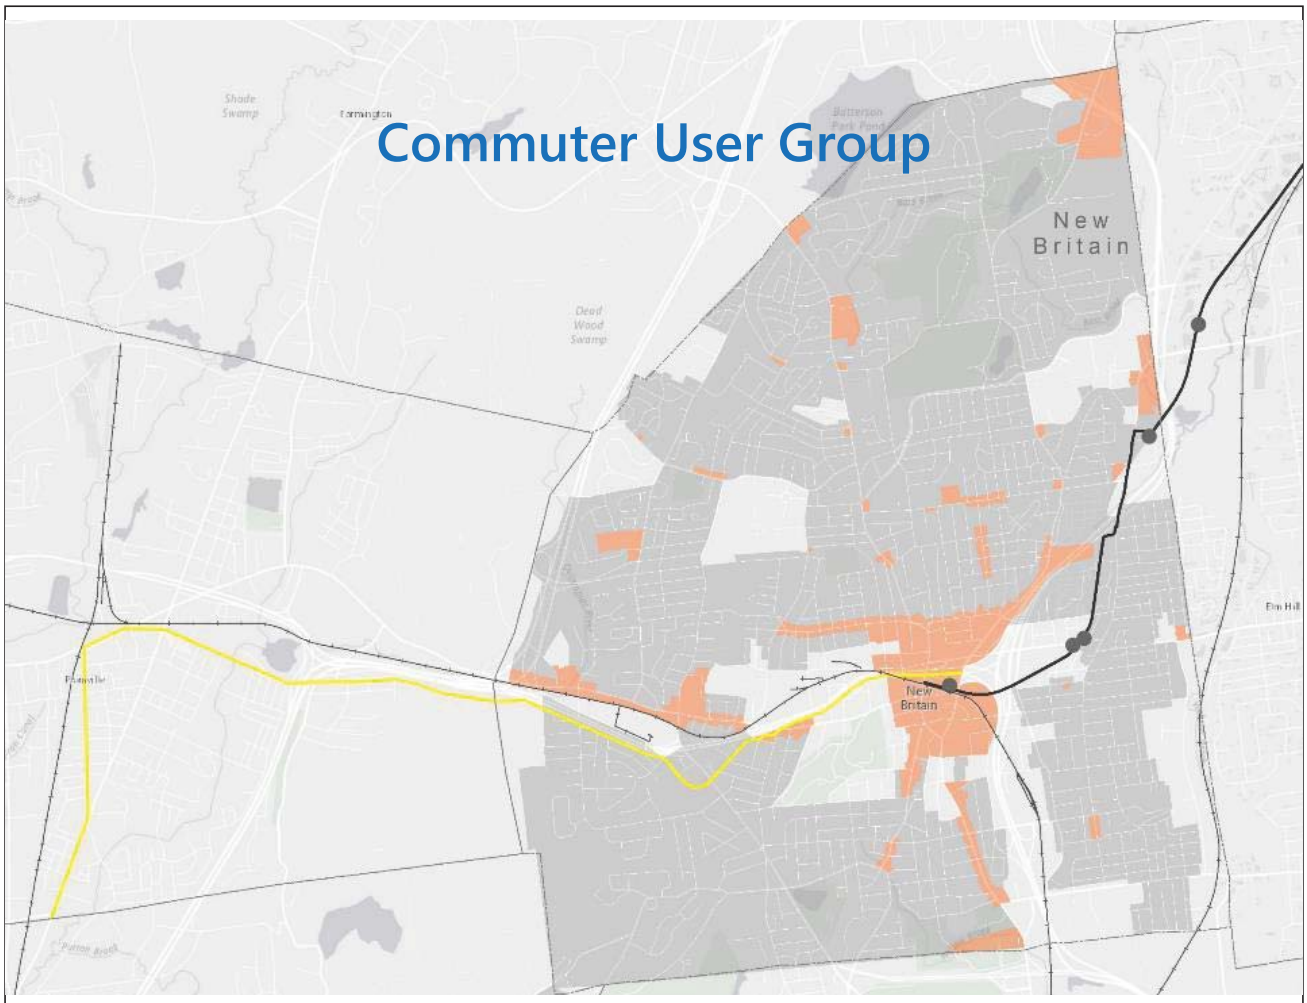 Shade
Swamp
Farmington
Batterson
Park Pond
Commuter User Group
New
Britain
Dead
Wood
Swamp
Elm Hill
Plainville
New
Britain